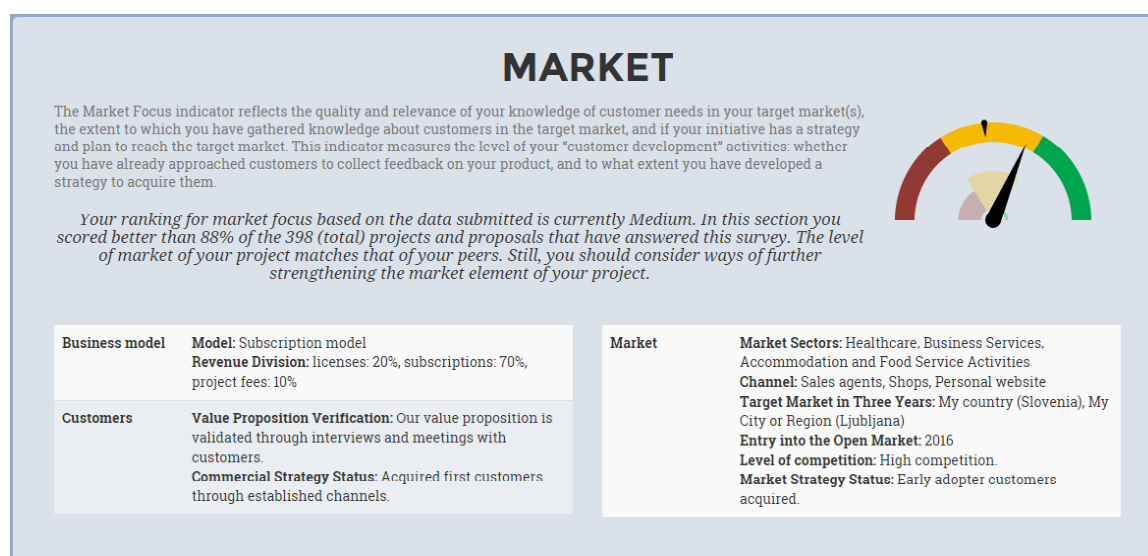 MARKET
The Market Focus indicator reflects the quality and relevance of your knowledge of customer needs in your target market(s),
the extent to which you have gathered knowledge about customers in the target market, and if your initiative has a strategy
and plan to reach the target market. This indicator measures the level of your “customer development” activities: whether
you have already approached customers to collect feedback on your product, and to what extent you have developed a
strategy to acquire them.
Your ranking for market focus based on the data submitted is currently Medium. In this section you
scored better than 88% of the 398 (total) projects and proposals that have answered this survey. The level
of market of your project matches that of your peers. Still, you should consider ways of further
strengthening the market element of your project.
Business model
Model: Subscription model
Revenue Division: licenses: 20%, subscriptions: 70%,
project fees: 10%
Customers
Value Proposition Verification: Our value proposition is
validated through interviews and meetings with
customers.
Commercial Strategy Status: Acquired first customers
through established channels.
Market
Market Sectors: Healthcare, Business Services,
Accommodation and Food Service Activities
Channel: Sales agents, Shops, Personal website
Target Market in Three Years: My country (Slovenia), My
City or Region (Ljubljana)
Entry into the Open Market: 2016
Level of competition: High competition.
Market Strategy Status: Early adopter customers
acquired.